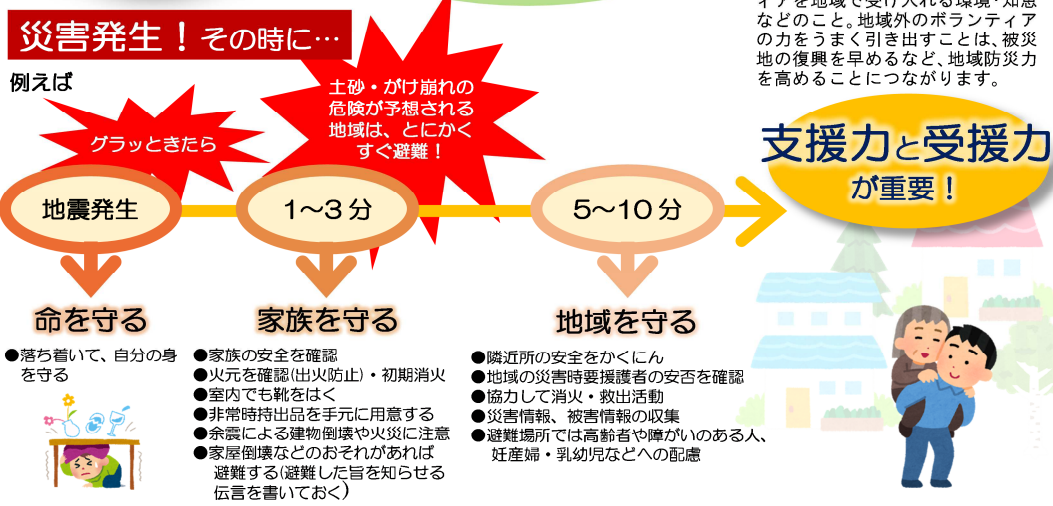 ィアを地域で受け入れる環境・知恵
などのこと。地域外のボランティア
の力をうまく引き出すことは、被災
地の復興を早めるなど、地域防災力
を高めることにつながります。
災害発生！その時に…
例えば
グラッときたら
土砂・がけ崩れの
危険が予想される
地域は、とにかく
すぐ避難！
支援力と受援力
が重要！
地震発生
1～3分
5～10分
命を守る
●落ち着いて、自分の身
を守る
家族を守る
●家族の安全を確認
●火元を確認(出火防止)・初期消火
●室内でも靴をはく
●非常時持出品を手元に用意する
●余震による建物倒壊や火災に注意
●家屋倒壊などのおそれがあれば
避難する(避難した旨を知らせる
伝言を書いておく)
地域を守る
●隣近所の安全をかくにん
●地域の災害時要援護者の安否を確認
●協力して消火・救出活動
●災害情報、被害情報の収集
●避難場所では高齢者や障がいのある人、
妊産婦・乳幼児などへの配慮